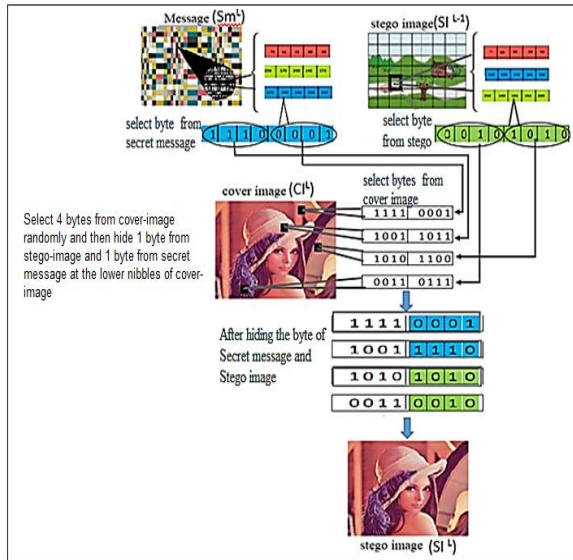 Message (Sm^L)
stego image(SI ^L-1)
select byte from
secret message
1 1 1 0 0 0 0 1
select byte
from stego
0 0 1 0 1 0 1 0
cover image (CI^L)
select bytes from
cover image
1111 0001
1001 1011
1010 1100
0011 0111
Select 4 bytes from cover-image
randomly and then hide 1 byte from
stego-image and 1 byte from secret
message at the lower nibbles of cover-
image
After hiding the byte of
Secret message and
Stego image
1 1 1 1 0 0 0 1
1 0 0 1 1 1 1 0
1 0 1 0 1 0 1 0
0 0 1 1 0 0 1 0
stego image (SI^L)